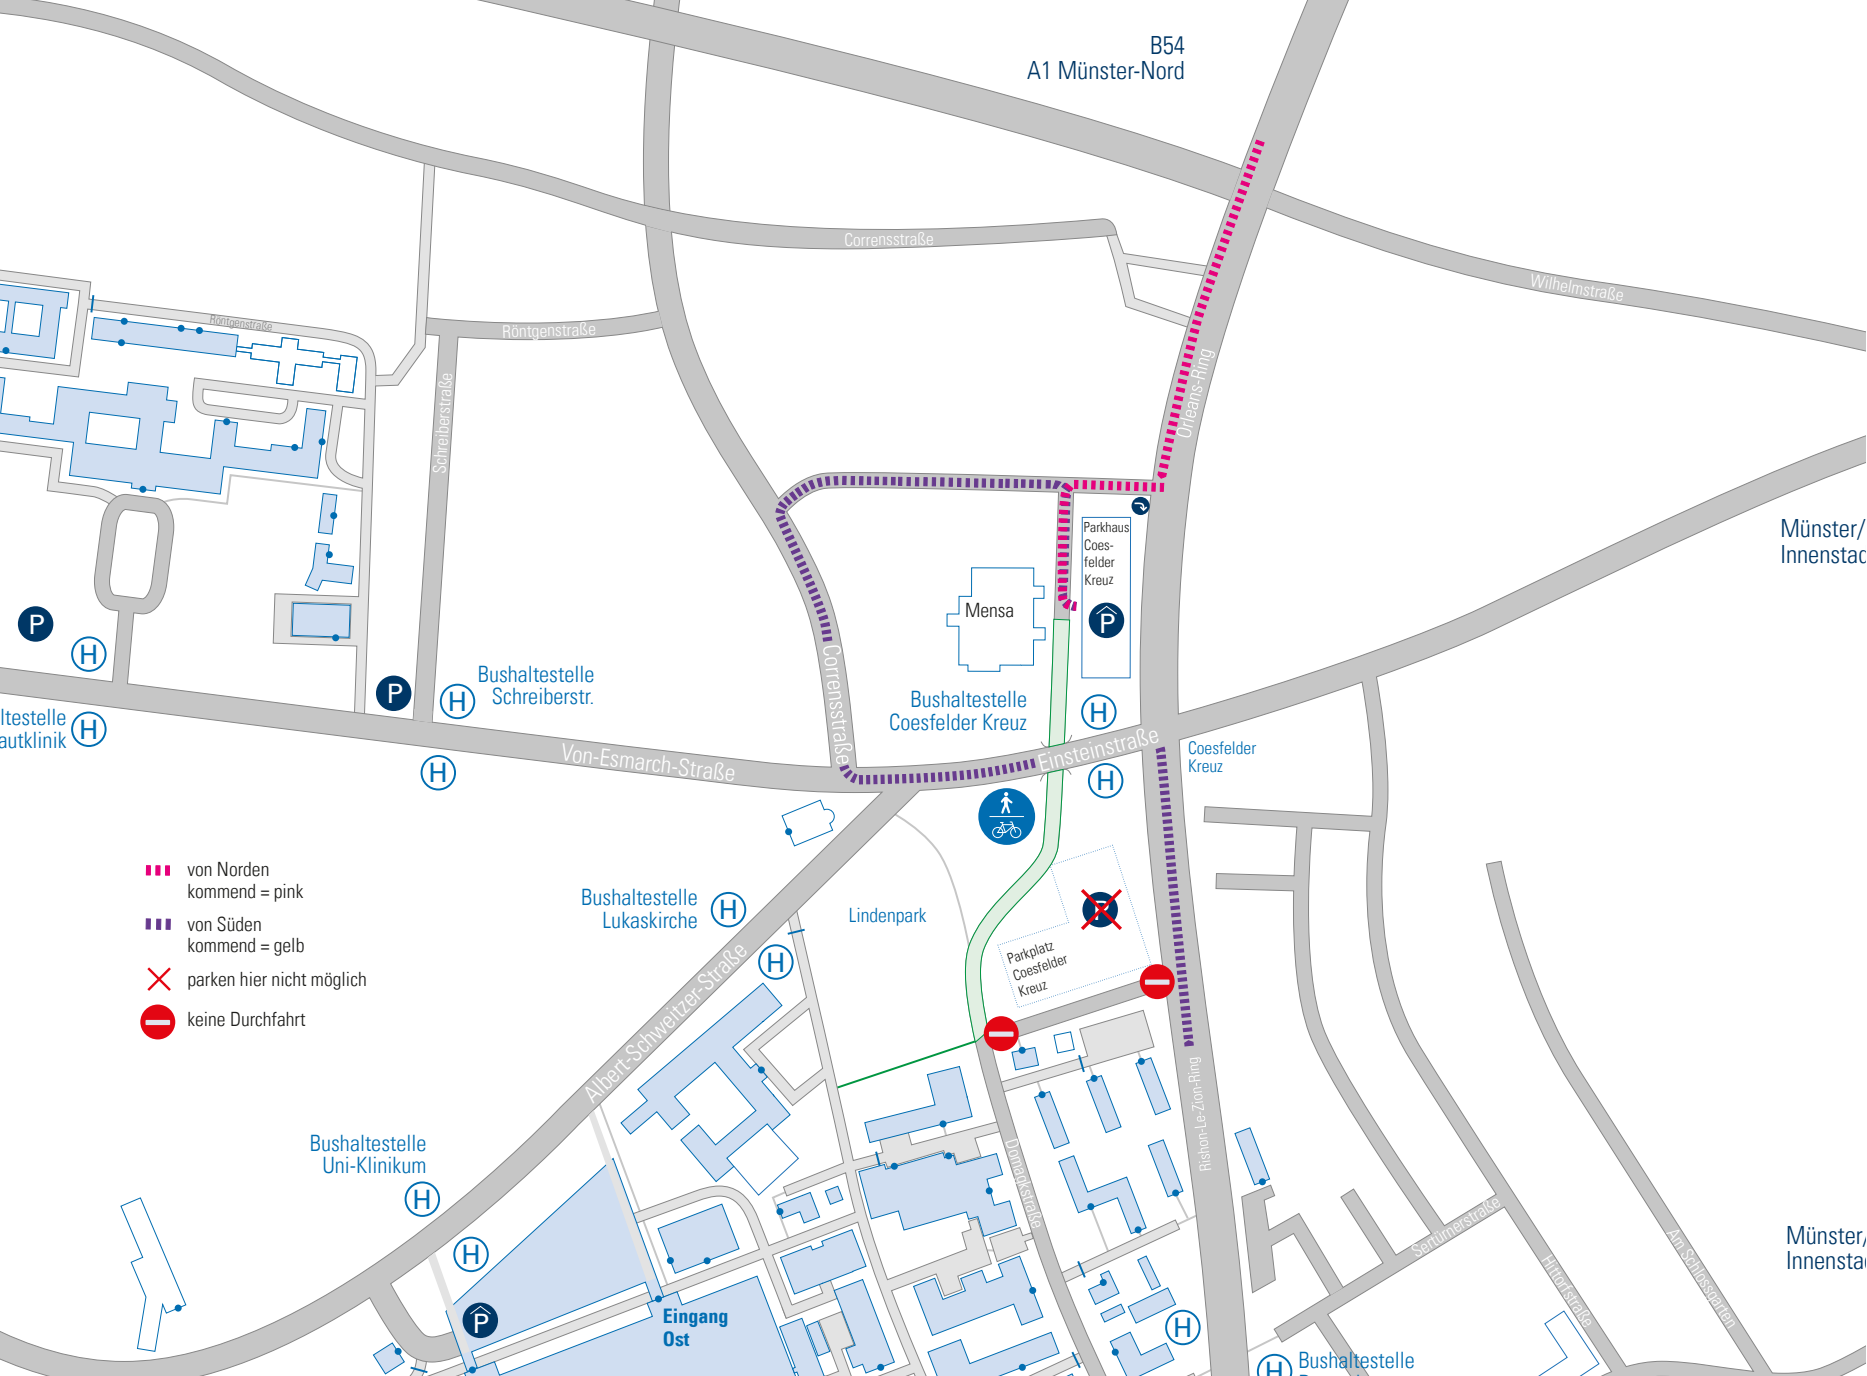 B54
A1 Münster-Nord
Corrensstraße
Wilhelmstraße
Röntgenstraße
Röntgenstraße
Orleans-Ring
Schreiberstraße
Parkhaus
Coes-
felder
Kreuz
P
Münster/
Innenstad
Mensa
P
H
P
H
Bushaltestelle
Schreiberstr.
Corrensstraße
Bushaltestelle
Coesfelder Kreuz
H
ltestelle
autklinik
H
H
Von-Esmarch-Straße
Einsteinstraße
H
Coesfelder
Kreuz
von Norden
kommend = pink
von Süden
kommend = gelb
parken hier nicht möglich
keine Durchfahrt
Bushaltestelle
Lukaskirche
H
H
Lindenpark
P
Parkplatz
Coesfelder
Kreuz
Albert-Schweitzer-Straße
Rishon-Le-Zion-Ring
Domagkstraße
Bushaltestelle
Uni-Klinikum
H
H
P
Eingang
Ost
Sertürnerstraße
Hittorfstraße
Am Schlossgarten
Münster/
Innenstad
H
H
Bushaltestelle